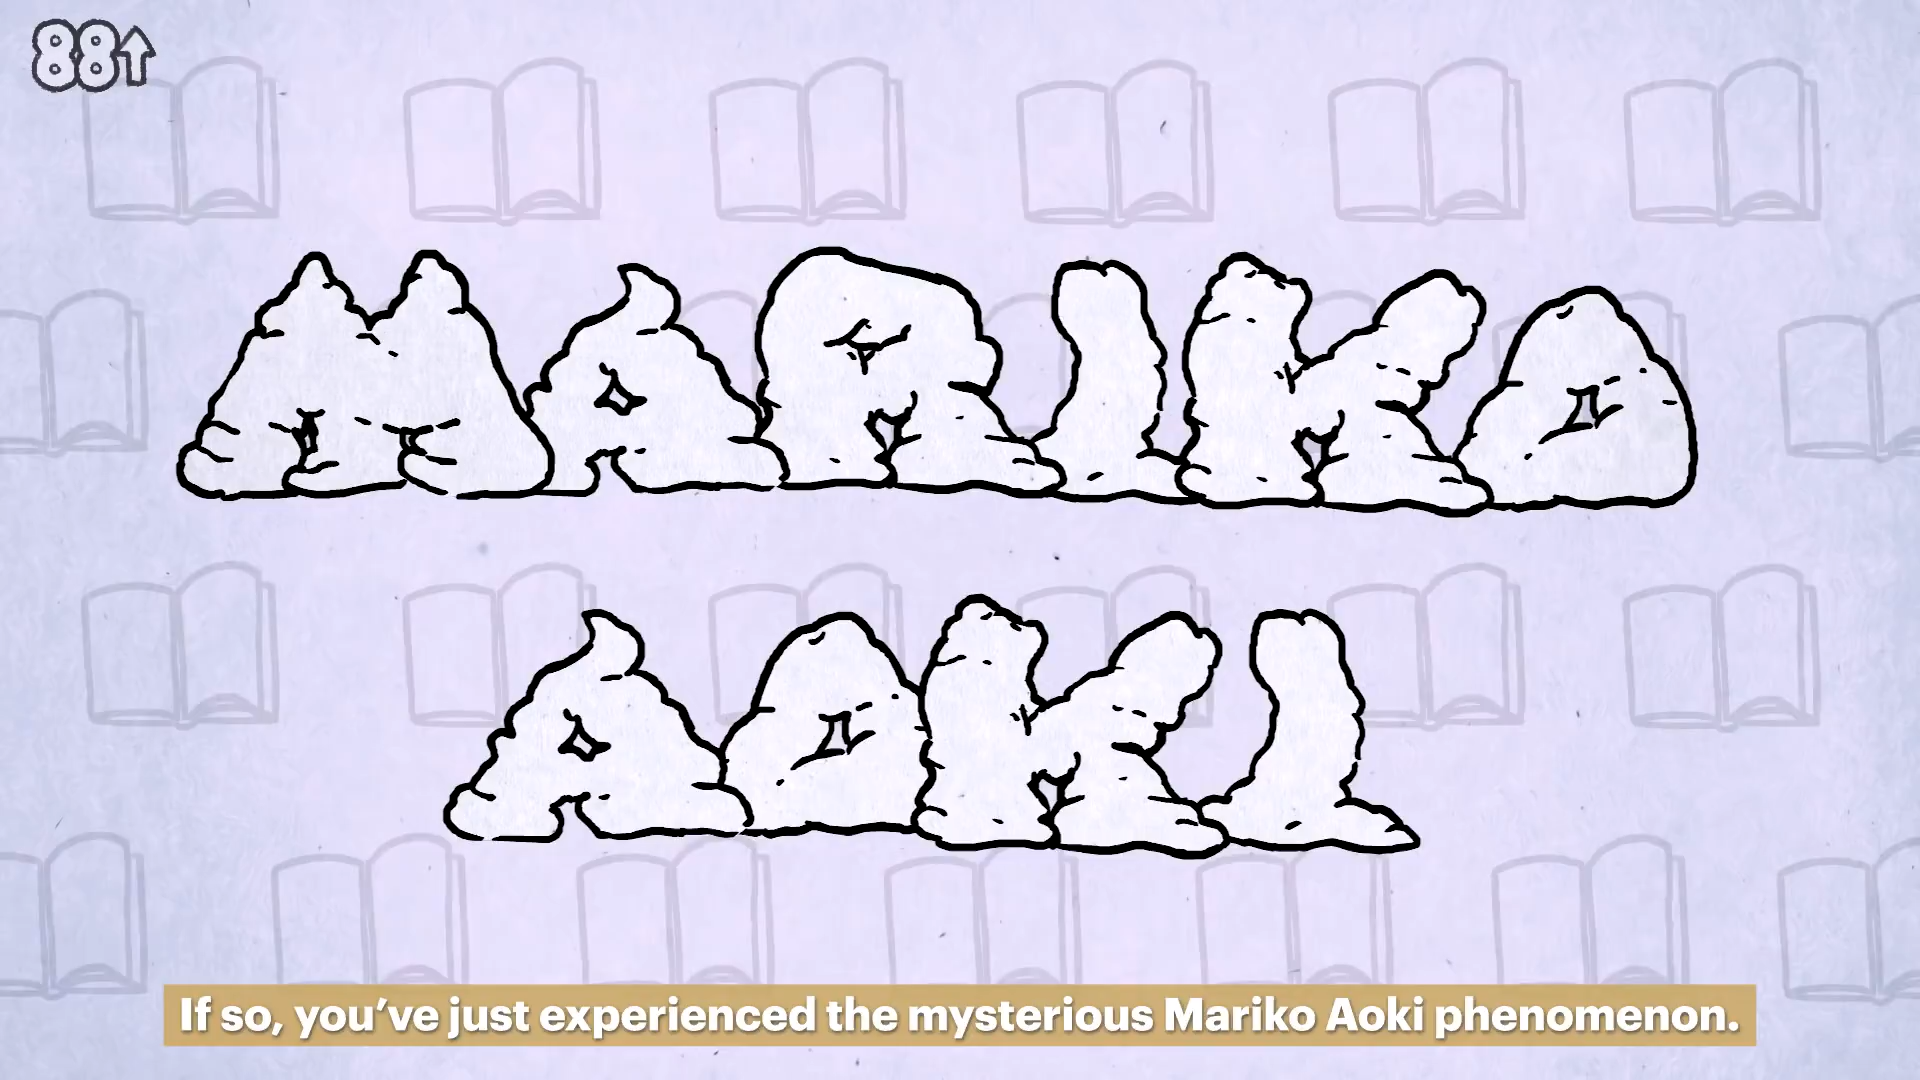 88↑
MARIKO
AOKI
If so, you've just experienced the mysterious Mariko Aoki phenomenon.